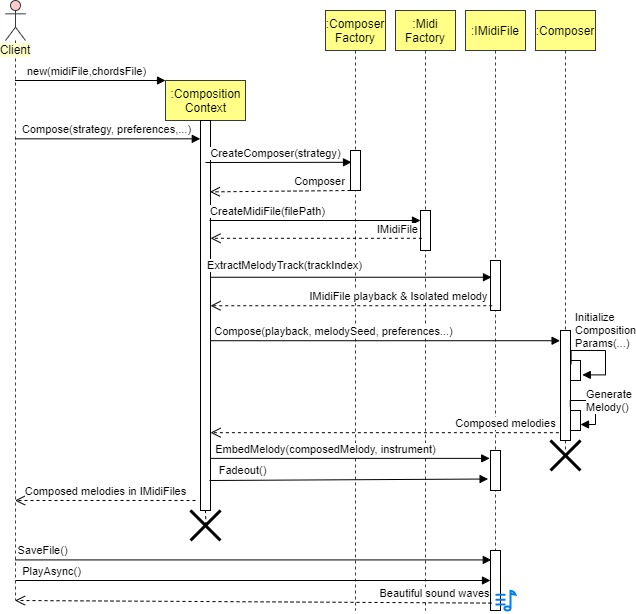 :Composer
Factory
:Midi
Factory
:IMidiFile
:Composer
Client
new(midiFile,chordsFile)
:Composition
Context
Compose(strategy, preferences,...)
CreateComposer(strategy)
Composer
CreateMidiFile(filePath)
IMidiFile
ExtractMelodyTrack(trackIndex)
IMidiFile playback & Isolated melody
Initialize
Composition
Params(...)
Compose(playback, melodySeed, preferences...)
Generate
Melody()
Composed melodies
EmbedMelody(composedMelody, instrument)
Fadeout()
Composed melodies in IMidiFiles
SaveFile()
PlayAsync()
Beautiful sound waves